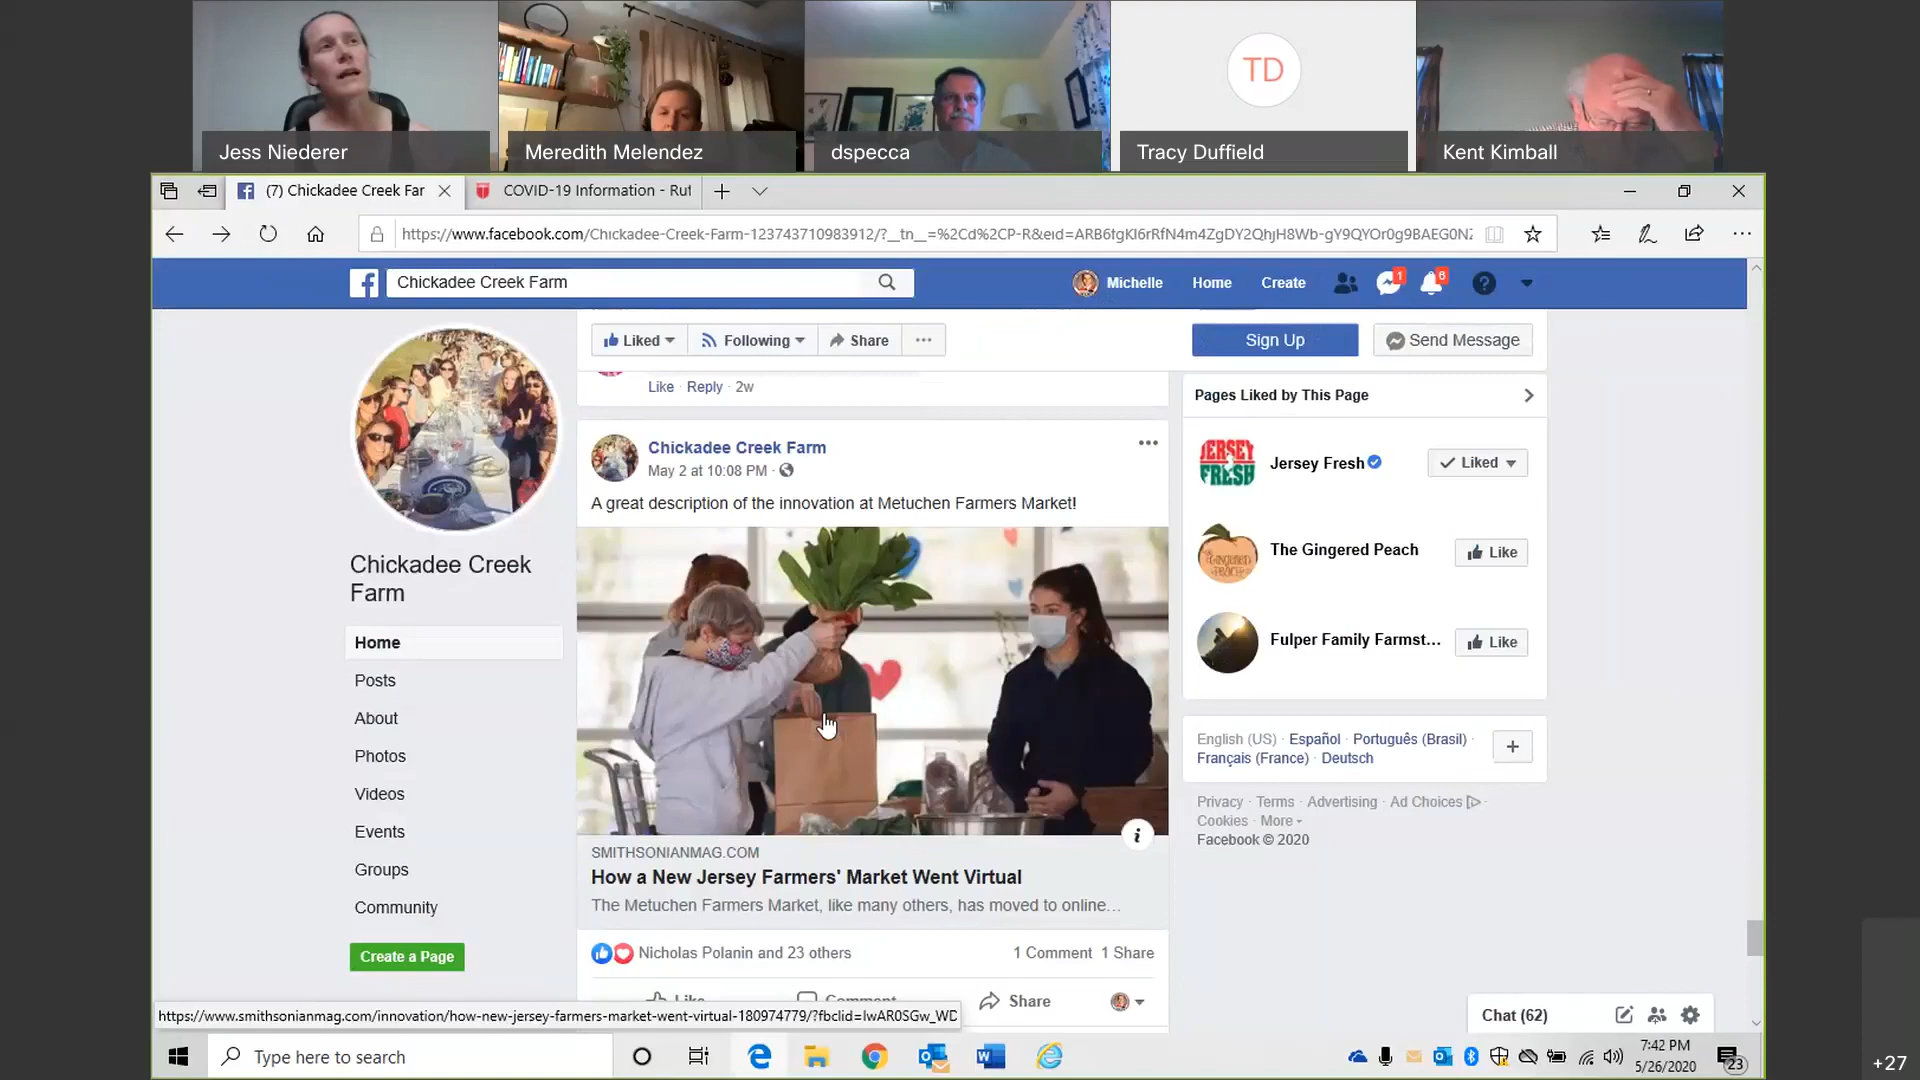 TD
Jess Niederer
Meredith Melendez
dspecca
Tracy Duffield
Kent Kimball
(7) Chickadee Creek Far
COVID-19 Information - Rut
https://www.facebook.com/Chickadee-Creek-Farm-123743710983912/?__tn__=%2Cd%2CP-R&eid=
Chickadee Creek Farm
Michelle
Home
Create
1
6
Liked
Following
Share
Sign Up
Send Message
Like · Reply · 2w
Pages Liked by This Page
JERSEY
FRESH
Jersey Fresh
Liked
The Gingered Peach
Like
Fulper Family Farmst...
Like
Chickadee Creek Farm
May 2 at 10:08 PM ·
A great description of the innovation at Metuchen Farmers Market!
Chickadee Creek
Farm
Home
Posts
About
Photos
Videos
Events
Groups
Community
Create a Page
English (US) · Español · Português (Brasil) ·
Français (France) · Deutsch
Privacy · Terms · Advertising · Ad Choices ·
Cookies · More
Facebook © 2020
SMITHSONIANMAG.COM
How a New Jersey Farmers' Market Went Virtual
The Metuchen Farmers Market, like many others, has moved to online...
Nicholas Polanin and 23 others
1 Comment 1 Share
Like
Comment
Share
https://www.smithsonianmag.com/innovation/how-new-jersey-farmers-market-went-virtual-180974779/?fbclid=IwAR0SGw_WD
Chat (62)
Type here to search
7:42 PM
5/26/2020
23
+27